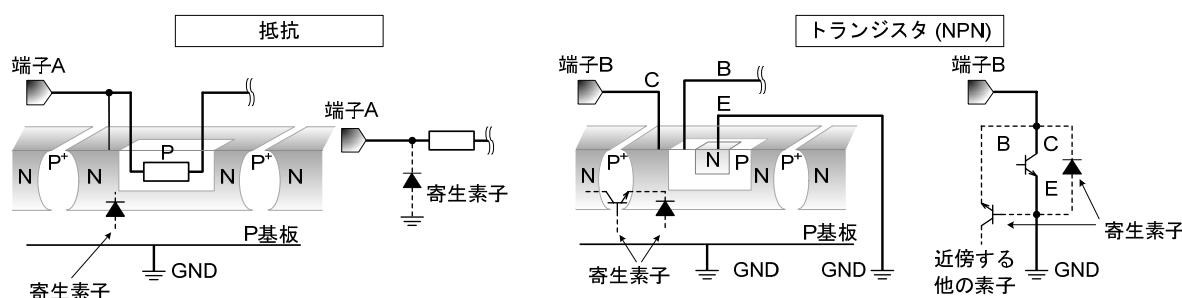 抵抗
端子A
P
P+
P+
N
N
N
N
P基板
GND
寄生素子
端子A
寄生素子
トランジスタ (NPN)
端子B
C
B
E
P+
P+
N
N
N
P
N
N
P基板
寄生素子
GND
GND
端子B
B
C
E
寄生素子
近傍する
他の素子
GND